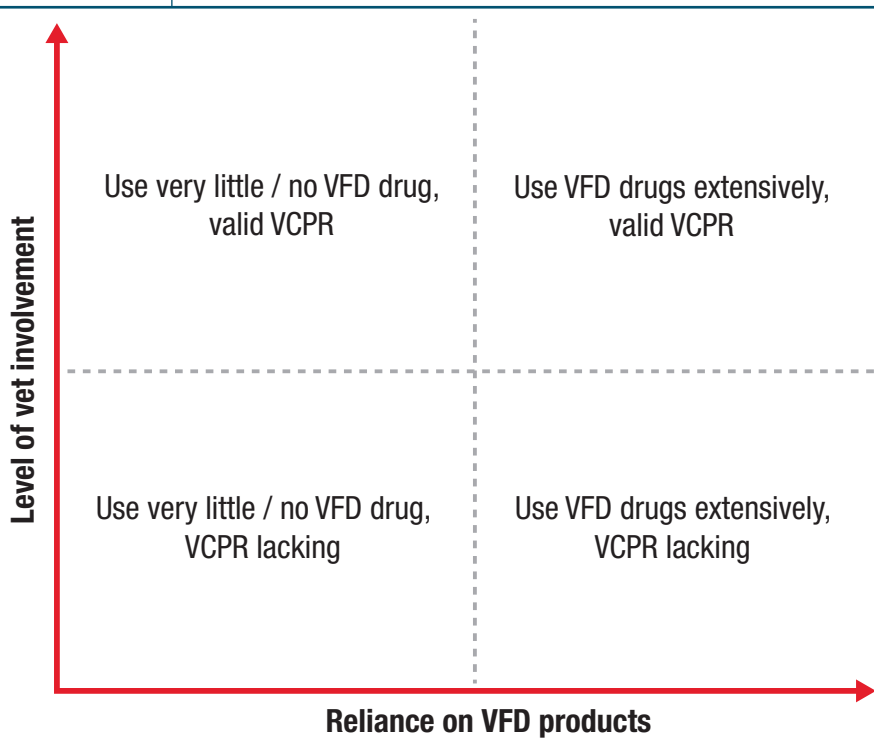 Level of vet involvement
Use very little / no VFD drug,
valid VCPR
Use VFD drugs extensively,
valid VCPR
Use very little / no VFD drug,
VCPR lacking
Use VFD drugs extensively,
VCPR lacking
Reliance on VFD products